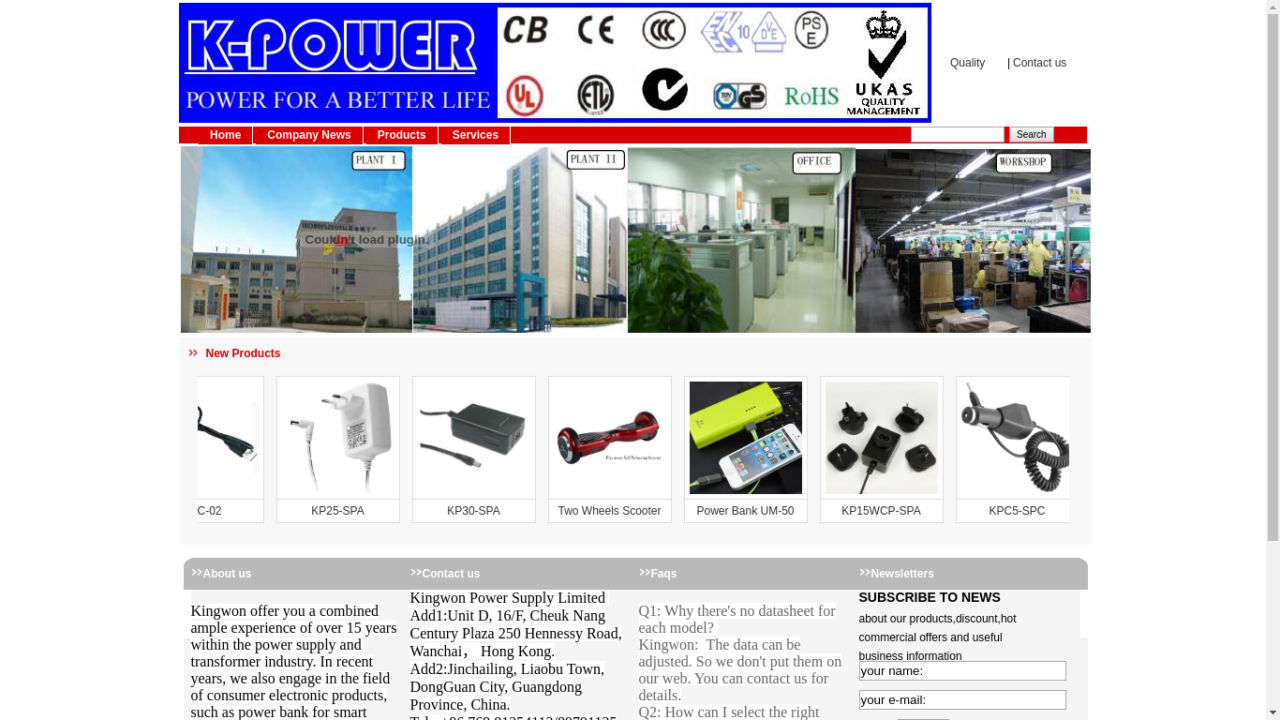 K-POWER
POWER FOR A BETTER LIFE
CB CE CCC 10 VDE PSE
UL ETL TÜV GS RoHS
UKAS
QUALITY
MANAGEMENT
Quality | Contact us
Home Company News Products Services Search
PLANT I PLANT II OFFICE WORKSHOP
Couldn't load plugin.
New Products
C-02 KP25-SPA KP30-SPA Two Wheels Scooter Power Bank UM-50 KP15WCP-SPA KPC5-SPC
About us
Kingwon offer you a combined
ample experience of over 15 years
within the power supply and
transformer industry. In recent
years, we also engage in the field
of consumer electronic products,
such as power bank for smart
Contact us
Kingwon Power Supply Limited
Add1:Unit D, 16/F, Cheuk Nang
Century Plaza 250 Hennessy Road,
Wanchai， Hong Kong.
Add2:Jinchailing, Liaobu Town,
DongGuan City, Guangdong
Province, China.
Faqs
Q1: Why there's no datasheet for
each model?
Kingwon: The data can be
adjusted. So we don't put them on
our web. You can contact us for
details.
Q2: How can I select the right
Newsletters
SUBSCRIBE TO NEWS
about our products,discount,hot
commercial offers and useful
business information
your name:
your e-mail: